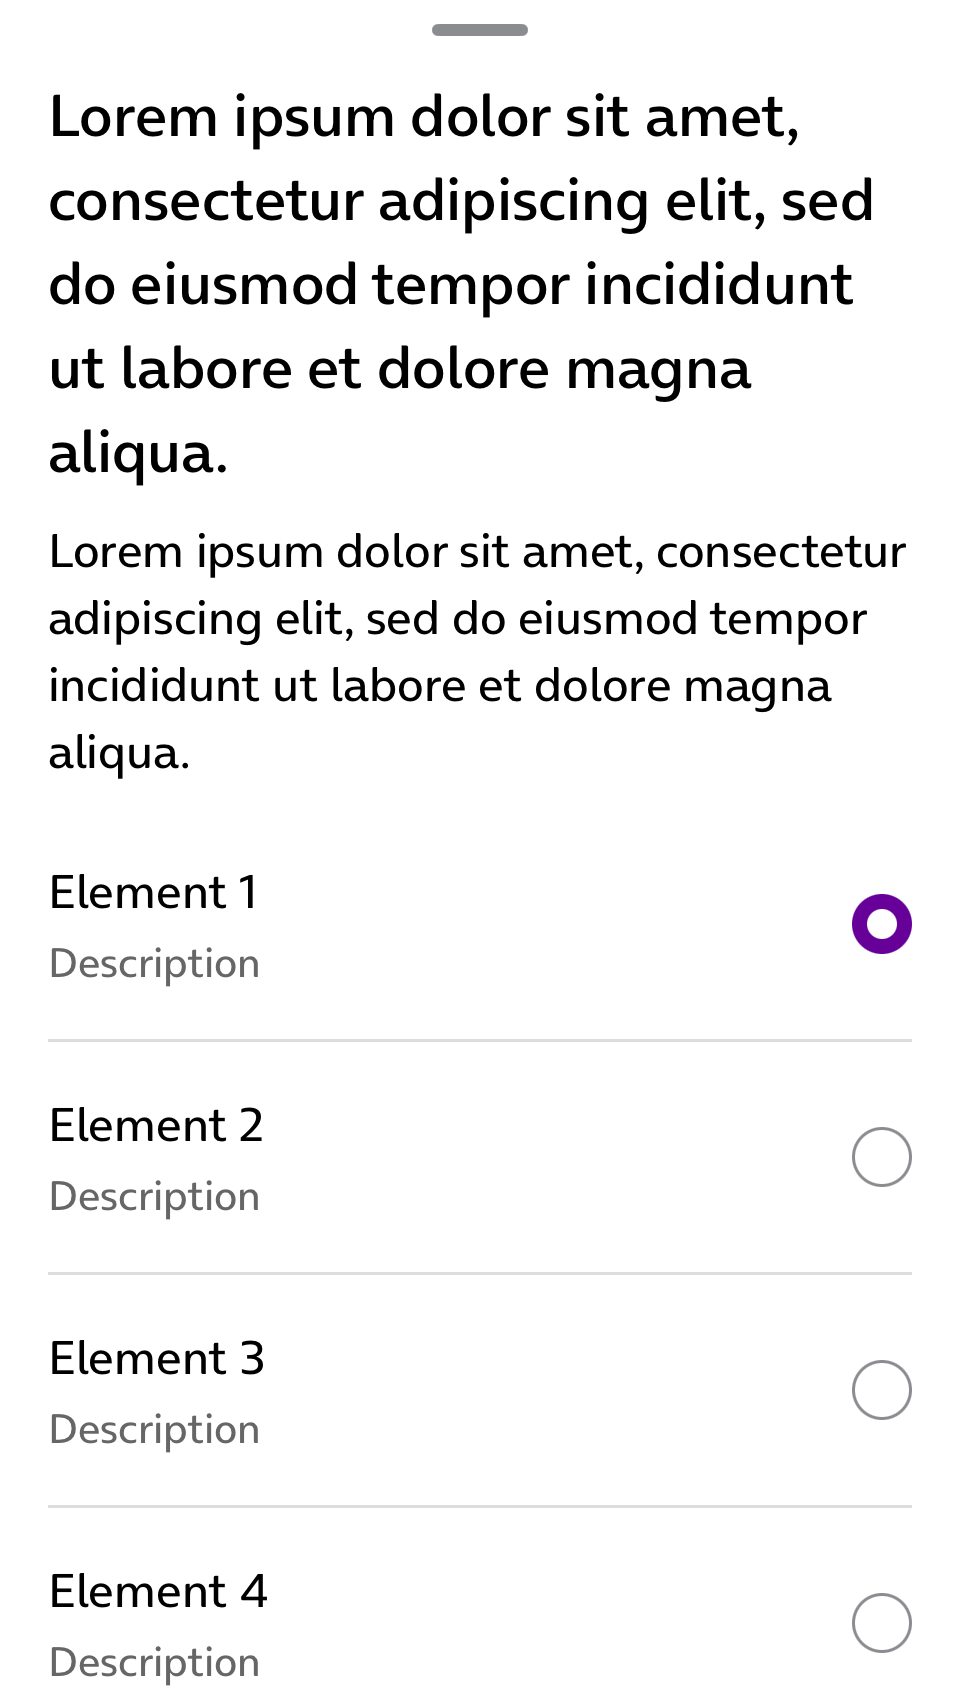 Lorem ipsum dolor sit amet,
consectetur adipiscing elit, sed
do eiusmod tempor incididunt
ut labore et dolore magna
aliqua.
Lorem ipsum dolor sit amet, consectetur
adipiscing elit, sed do eiusmod tempor
incididunt ut labore et dolore magna
aliqua.
Element 1
Description
Element 2
Description
Element 3
Description
Element 4
Description